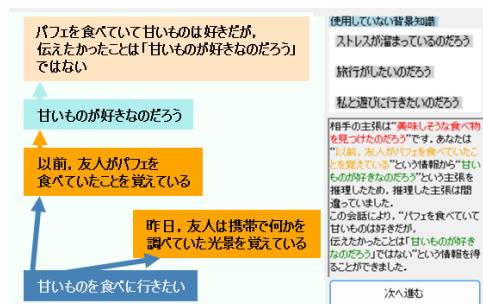 パフェを食べていて甘いものは好きだが,
伝えたかったことは「甘いものが好きなのだろう」
ではない
甘いものが好きなのだろう
以前, 友人がパフェを
食べていたことを覚えている
昨日, 友人は携帯で何かを
調べていた光景を覚えている
甘いものを食べに行きたい
使用していない背景知識
ストレスが溜まっているのだろう
旅行がしたいのだろう
私と遊びに行きたいのだろう
相手の主張は“美味しそうな食べ物
を見つけたのだろう”です. あなたは
“以前, 友人がパフェを食べていたこ
とを覚えている”という情報から“甘い
ものが好きなのだろう”という主張を
推理したため, 推理した主張は間
違っていました.
この会話により, “パフェを食べていて
甘いものは好きだが,
伝えたかったことは「甘いものが好き
なのだろう」ではない”という情報を得
ることができました.
次へ進む